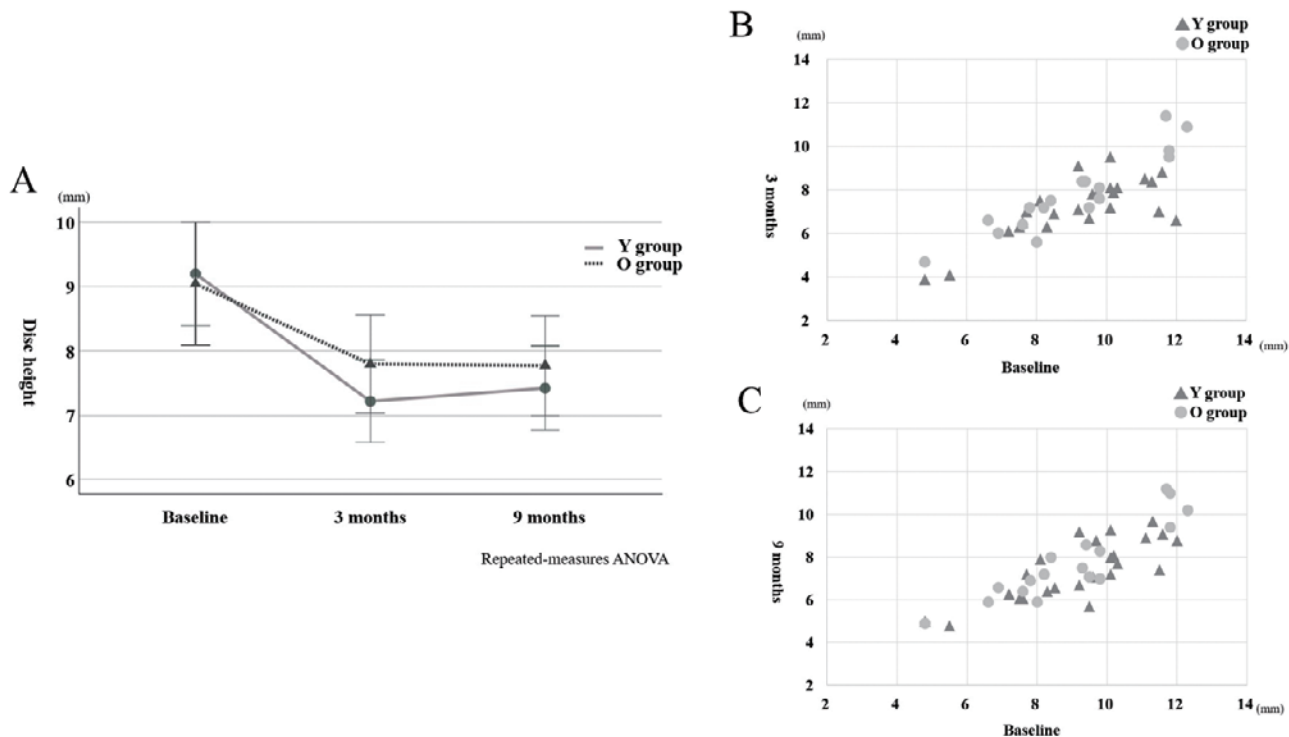 A
(mm)
10
9
8
7
6
Disc height
Y group
O group
Baseline
3 months
9 months
Repeated-measures ANOVA
B
(mm)
Y group
O group
14
12
10
8
6
4
2
3 months
2
4
6
8
10
12
14
(mm)
Baseline
C
(mm)
Y group
O group
14
12
10
8
6
4
2
9 months
2
4
6
8
10
12
14
(mm)
Baseline